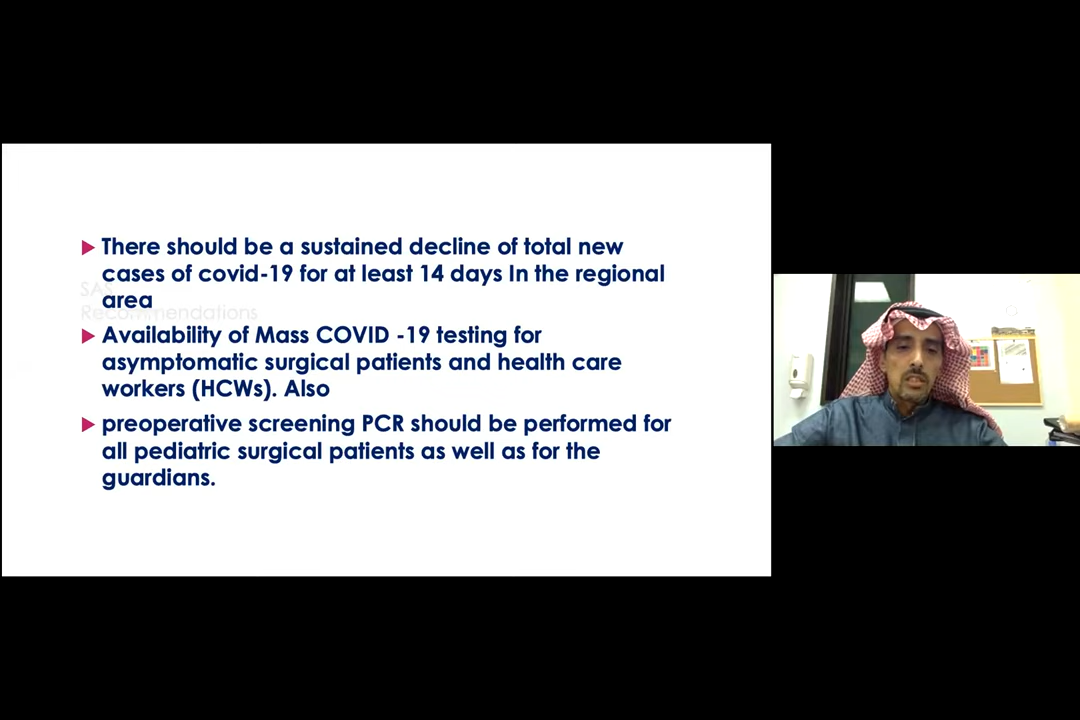 There should be a sustained decline of total new
cases of covid-19 for at least 14 days In the regional
area
SAS
Recommendations
Availability of Mass COVID -19 testing for
asymptomatic surgical patients and health care
workers (HCWs). Also
preoperative screening PCR should be performed for
all pediatric surgical patients as well as for the
guardians.